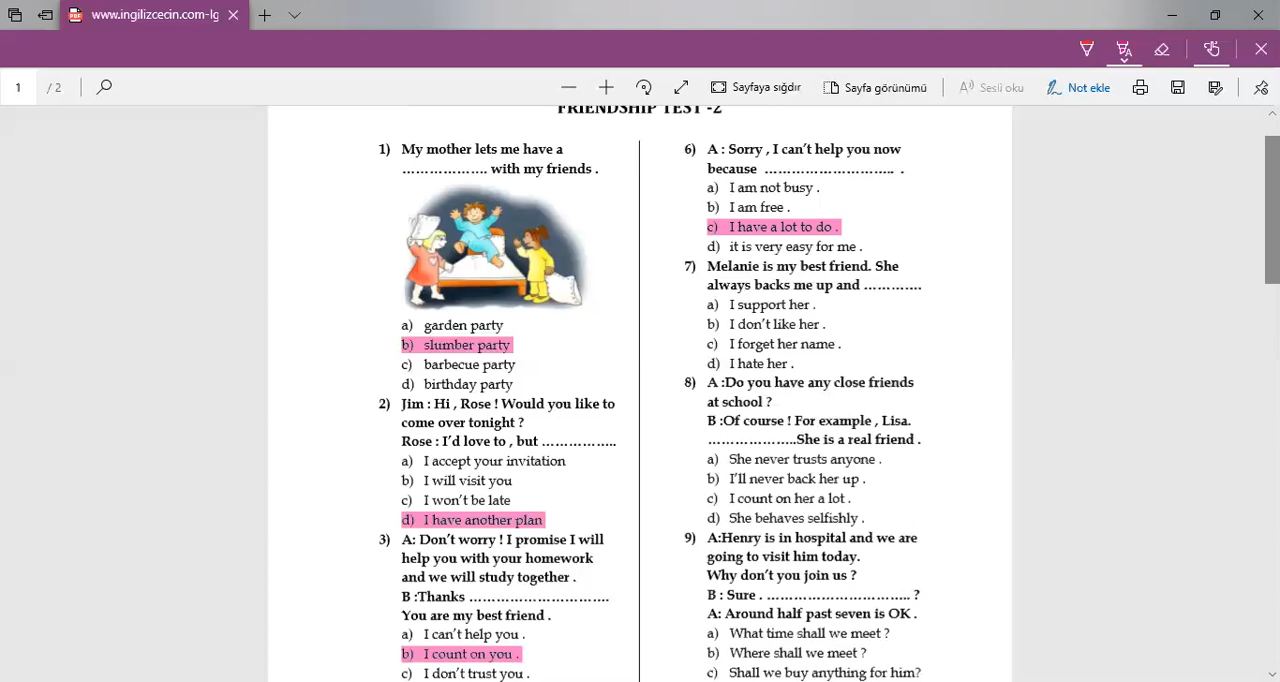 www.ingilizcecin.com-lg
1
/ 2
Sayfaya sığdır
Sayfa görünümü
Sesli oku
Not ekle
FRIENDSHIP TEST -2
1) My mother lets me have a
………………. with my friends .
a) garden party
b) slumber party
c) barbecue party
d) birthday party
2) Jim : Hi , Rose ! Would you like to
come over tonight ?
Rose : I'd love to , but ……………..
a) I accept your invitation
b) I will visit you
c) I won't be late
d) I have another plan
3) A: Don't worry ! I promise I will
help you with your homework
and we will study together .
B :Thanks ………………………….
You are my best friend .
a) I can't help you .
b) I count on you .
c) I don't trust you .
6) A : Sorry , I can't help you now
because ……………………….. .
a) I am not busy .
b) I am free .
c) I have a lot to do .
d) it is very easy for me .
7) Melanie is my best friend. She
always backs me up and ………….
a) I support her .
b) I don't like her .
c) I forget her name .
d) I hate her .
8) A :Do you have any close friends
at school ?
B :Of course ! For example , Lisa.
………………..She is a real friend .
a) She never trusts anyone .
b) I'll never back her up .
c) I count on her a lot .
d) She behaves selfishly .
9) A:Henry is in hospital and we are
going to visit him today.
Why don't you join us ?
B : Sure . ………………………….. ?
A: Around half past seven is OK .
a) What time shall we meet ?
b) Where shall we meet ?
c) Shall we buy anything for him?